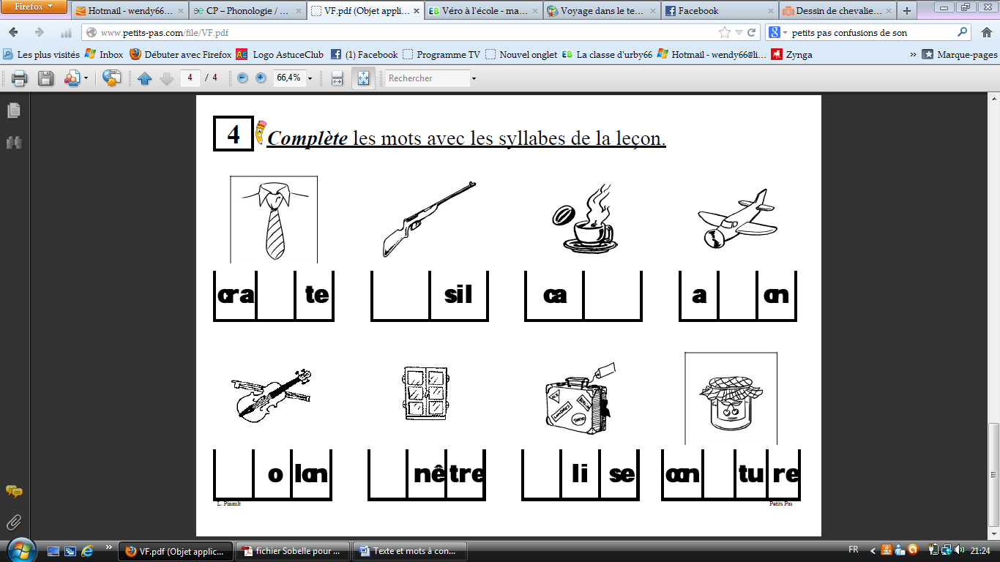 Firefox
Hotmail - wendy66...
CP – Phonologie / ...
VF.pdf (Objet appli...
EB Véro à l'école - ma...
Voyage dans le te...
Facebook
Dessin de chevalie...
www.petits-pas.com/file/VF.pdf
petits pas confusions de son
Les plus visités
Inbox
Débuter avec Firefox
AC Logo AstuceClub
(1) Facebook
Programme TV
Nouvel onglet
EB La classe d'urby66
Hotmail - wendy66@li...
Zynga
»
Marque-pages
4 / 4
66,4%
Rechercher
4 Complète les mots avec les syllabes de la leçon.
cra te
sil
ca
a on
o lon
nê tre
li se
con tu re
L. Pinault
Petits Pas
VF.pdf (Objet applic...
fichier Sobelle pour ...
Texte et mots à con...
FR
21:24